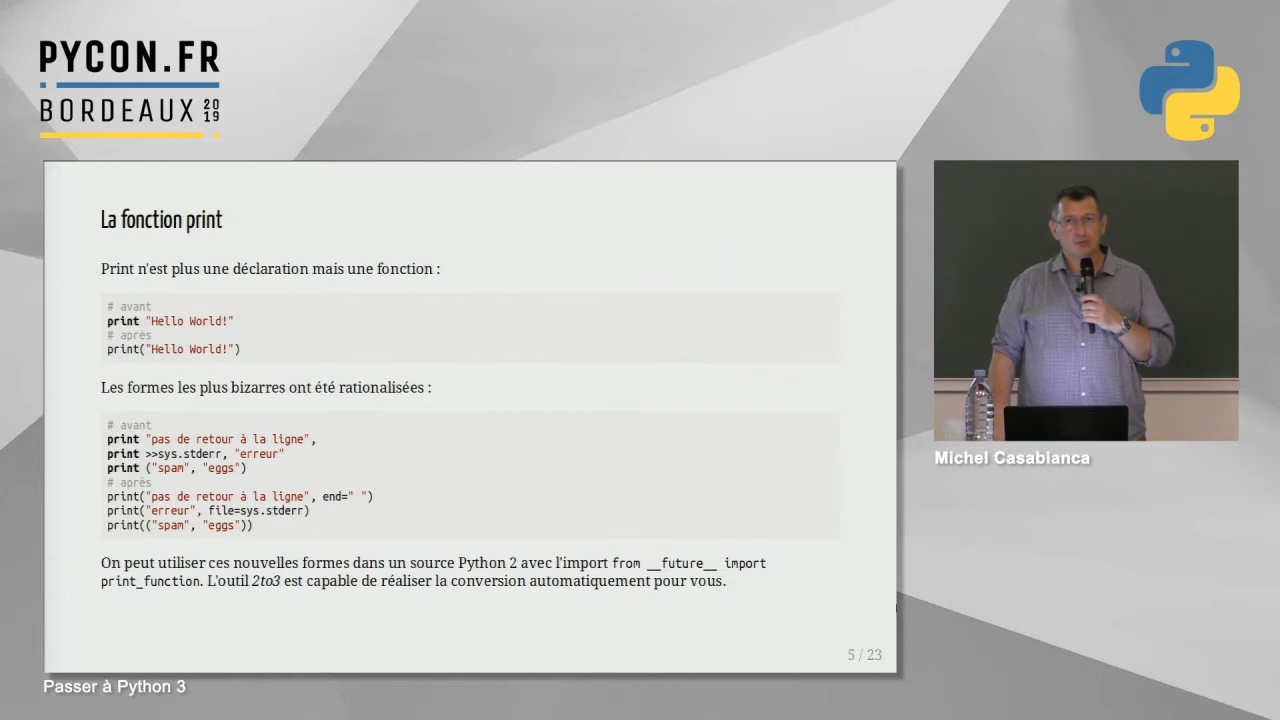 PYCON.FR
BORDEAUX 2019
La fonction print
Print n'est plus une déclaration mais une fonction :
# avant
print "Hello World!"
# après
print("Hello World!")
Les formes les plus bizarres ont été rationalisées :
# avant
print "pas de retour à la ligne",
print >>sys.stderr, "erreur"
print ("spam", "eggs")
# après
print("pas de retour à la ligne", end=" ")
print("erreur", file=sys.stderr)
print(("spam", "eggs"))
On peut utiliser ces nouvelles formes dans un source Python 2 avec l'import from __future__ import
print_function. L'outil 2to3 est capable de réaliser la conversion automatiquement pour vous.
5 / 23
Michel Casabianca
Passer à Python 3